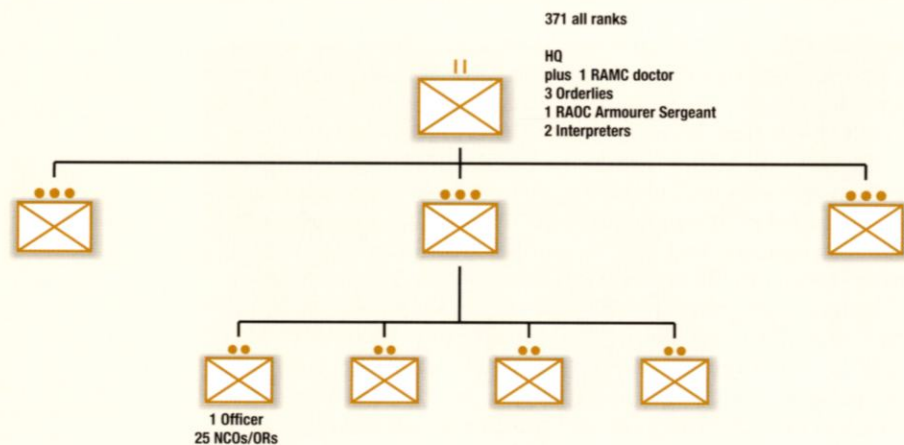 371 all ranks
HQ
plus 1 RAMC doctor
3 Orderlies
1 RAOC Armourer Sergeant
2 Interpreters
1 Officer
25 NCOs/ORs